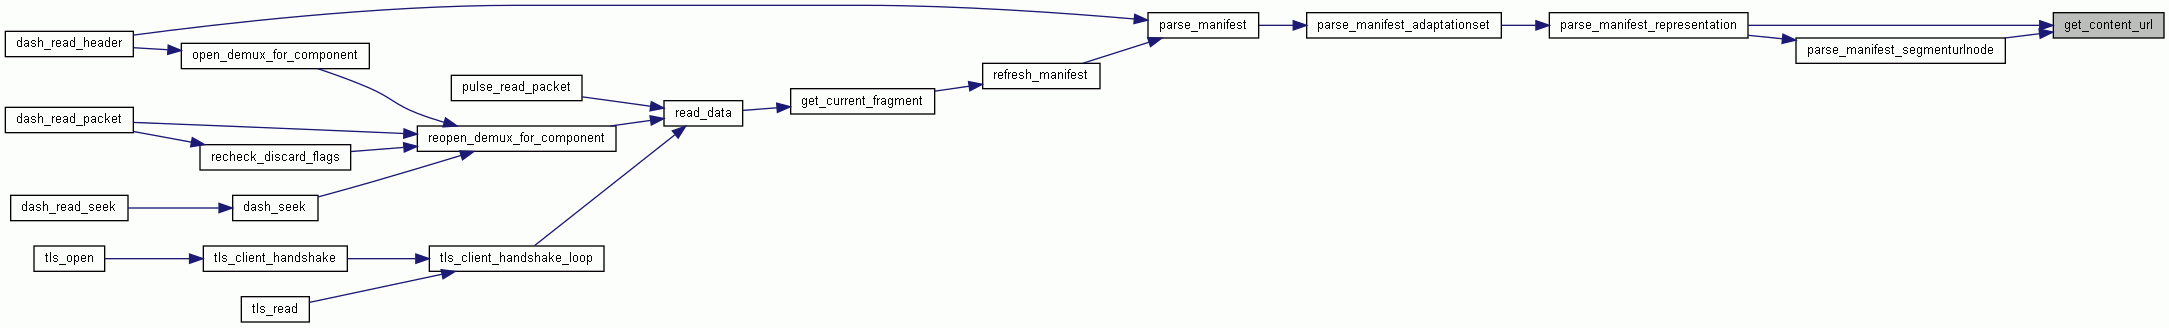 dash_read_header
open_demux_for_component
dash_read_packet
recheck_discard_flags
dash_read_seek
dash_seek
tls_open
tls_client_handshake
tls_read
pulse_read_packet
reopen_demux_for_component
tls_client_handshake_loop
read_data
get_current_fragment
refresh_manifest
parse_manifest
parse_manifest_adaptationset
parse_manifest_representation
parse_manifest_segmenturlnode
get_content_url